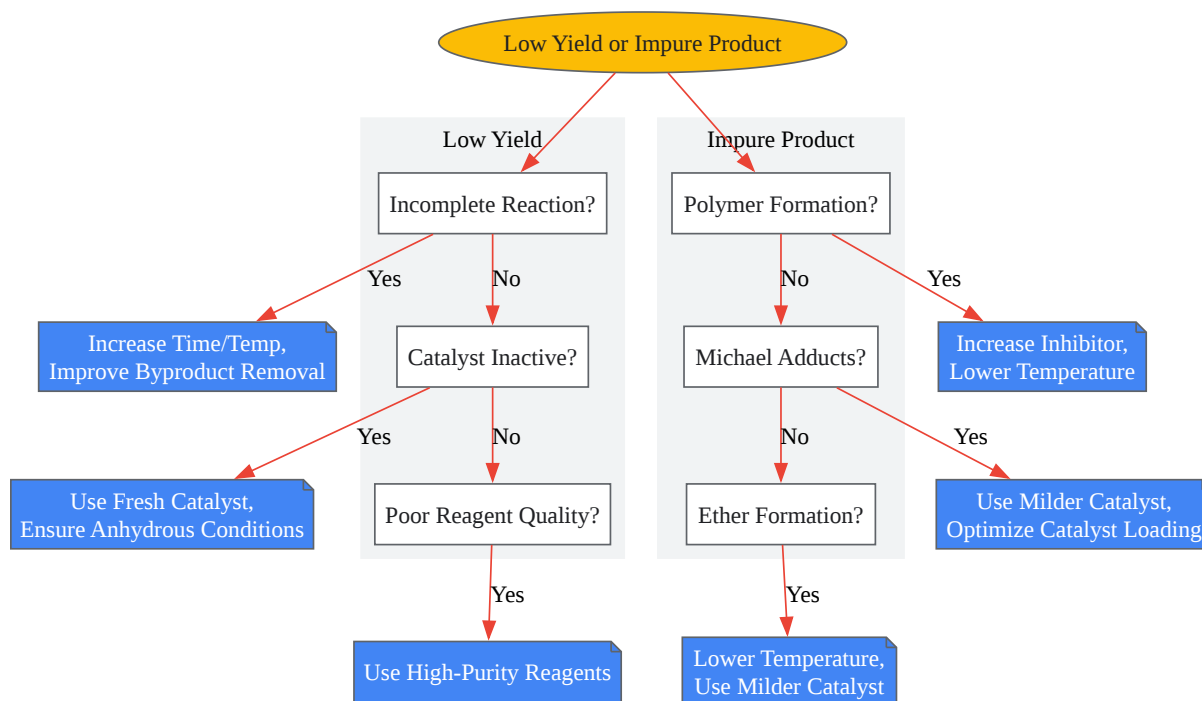 Low Yield or Impure Product
Low Yield
Impure Product
Incomplete Reaction?
Polymer Formation?
Yes
No
No
Yes
Increase Time/Temp,
Improve Byproduct Removal
Catalyst Inactive?
Michael Adducts?
Increase Inhibitor,
Lower Temperature
Yes
No
No
Yes
Use Fresh Catalyst,
Ensure Anhydrous Conditions
Poor Reagent Quality?
Ether Formation?
Use Milder Catalyst,
Optimize Catalyst Loading
Yes
Yes
Use High-Purity Reagents
Lower Temperature,
Use Milder Catalyst